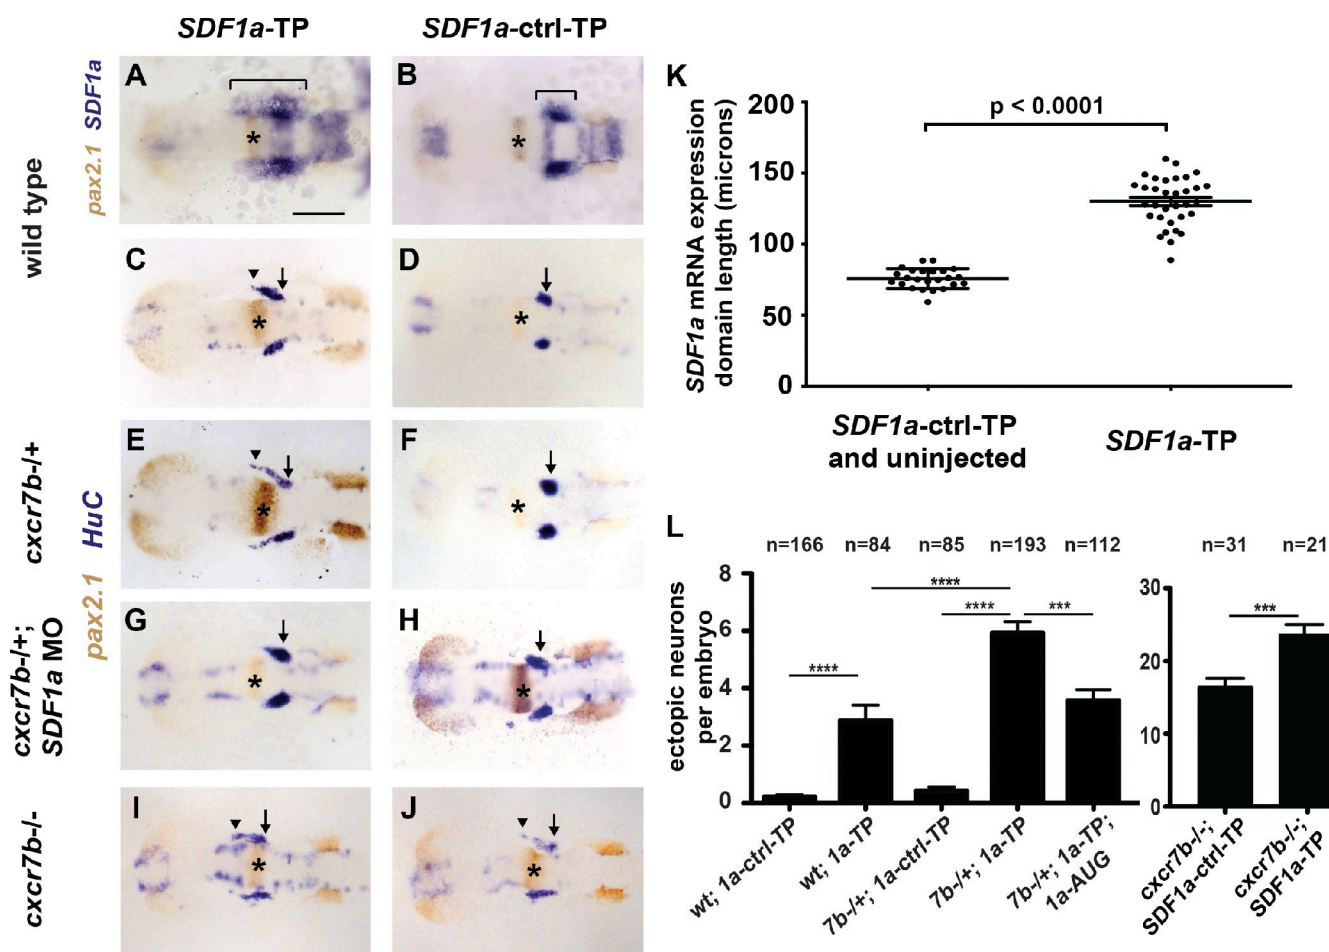 SDF1a-TP
SDF1a-ctrl-TP
wild type
pax2.1 SDF1a
A
*
B
*
C
*
D
*
cxcr7b-/+
pax2.1 HuC
E
*
F
*
cxcr7b-/+;
SDF1a MO
G
*
H
*
cxcr7b-/-
I
*
J
*
K
SDF1a mRNA expression
domain length (microns)
200
150
100
50
0
p < 0.0001
SDF1a-ctrl-TP
and uninjected
SDF1a-TP
L
n=166
n=84
n=85
n=193
n=112
ectopic neurons
per embryo
8
6
4
2
0
****
****
****
***
wt; 1a-ctrl-TP
wt; 1a-TP
7b-/+; 1a-ctrl-TP
7b-/+; 1a-TP
7b-/+; 1a-TP;
1a-AUG
n=31
n=21
30
20
10
0
***
cxcr7b-/-;
SDF1a-ctrl-TP
cxcr7b-/-;
SDF1a-TP